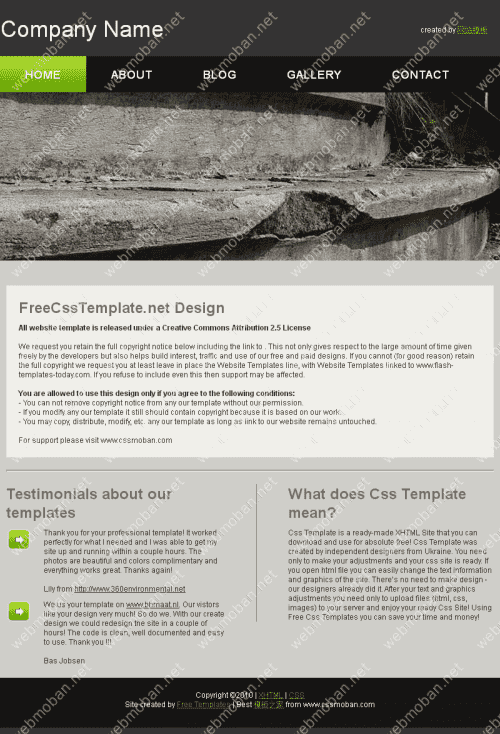 Company Name
created by 网站模板
HOME ABOUT BLOG GALLERY CONTACT
FreeCssTemplate.net Design
All website template is released under a Creative Commons Attribution 2.5 License
We request you retain the full copyright notice below including the link to . This not only gives respect to the large amount of time given
freely by the developers but also helps build interest, traffic and use of our free and paid designs. If you cannot (for good reason) retain
the full copyright we request you at least leave in place the Website Templates line, with Website Templates linked to www.flash-
templates-today.com. If you refuse to include even this then support may be affected.
You are allowed to use this design only if you agree to the following conditions:
- You can not remove copyright notice from any our template without our permission.
- If you modify any our template it still should contain copyright because it is based on our work.
- You may copy, distribute, modify, etc. any our template as long as link to our website remains untouched.
For support please visit www.cssmoban.com
Testimonials about our
templates
Thank you for your professional template! It worked
perfectly for what I needed and I was able to get my
site up and running within a couple hours. The
photos are beautiful and colors complimentary and
everything works great. Thanks again!
Lily from http://www.360environmental.net
We us your template on www.bhmaat.nl. Our vistors
like your design very much! So do we. With our create
design we could redesign the site in a couple of
hours! The code is clean, well documented and easy
to use. Thank you !!!
Bas Jobsen
What does Css Template
mean?
Css Template is a ready-made XHTML Site that you can
download and use for absolute free! Css Template was
created by independent designers from Ukraine. You need
only to make your adjustments and your css site is ready. If
you open html file you can easily change the text information
and graphics of the site. There's no need to make design -
our designers already did it. After your text and graphics
adjustments you need only to upload files (html, css,
images) to your server and enjoy your ready Css Site! Using
Free Css Templates you can save your time and money!
Copyright ©2010 | XHTML | CSS
Site created by Free Templates | Best 模板之家 from www.cssmoban.com
webmoban.net